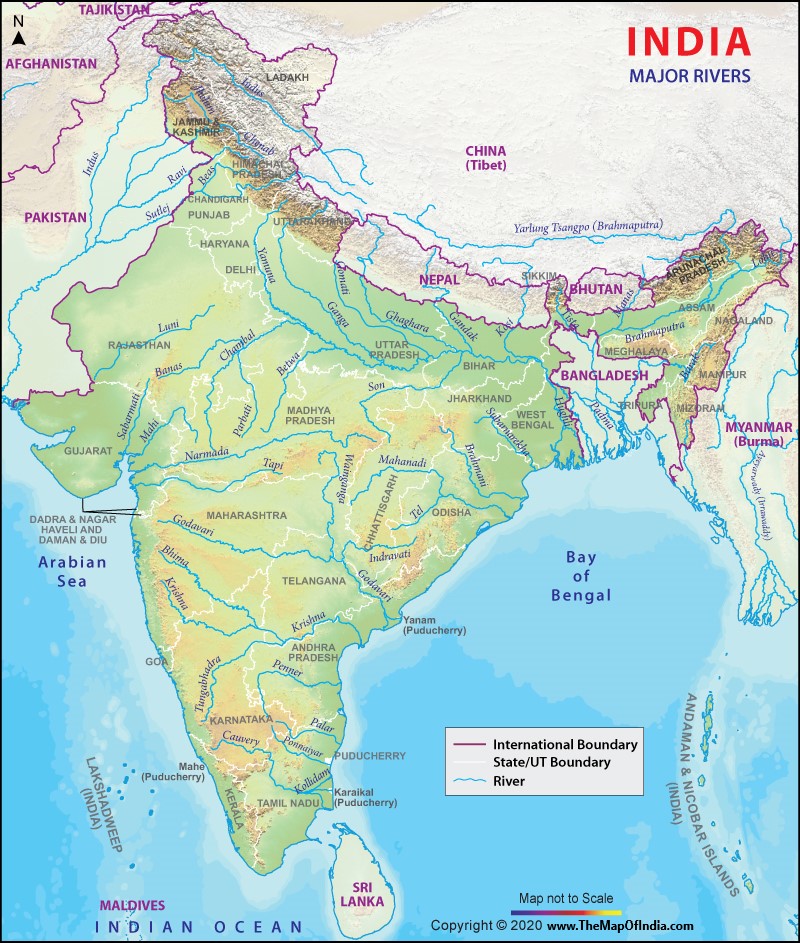 TAJIKISTAN
N
INDIA
MAJOR RIVERS
AFGHANISTAN
LADAKH
Indus
Jhelum
JAMMU &
KASHMIR
Chenab
CHINA
(Tibet)
Indus
Ravi
Beas
HIMACHAL
PRADESH
CHANDIGARH
Sutlej
PUNJAB
PAKISTAN
UTTARAKHAND
Yarlung Tsangpo (Brahmaputra)
HARYANA
DELHI
Yamuna
Gomati
NEPAL
SIKKIM
BHUTAN
ARUNACHAL
PRADESH
Lohit
Manas
ASSAM
NAGALAND
Ganga
Ghaghara
Gandak
Kosi
Tista
Brahmaputra
Luni
RAJASTHAN
Chambal
Banas
Betwa
UTTAR
PRADESH
BIHAR
MEGHALAYA
Barak
MANIPUR
BANGLADESH
Son
JHARKHAND
Sabarmati
Mahi
Parbati
MADHYA
PRADESH
WEST
BENGAL
Subarnarekha
Hughli
Padma
TRIPURA
MIZORAM
MYANMAR
(Burma)
GUJARAT
Narmada
Tapi
Wainganga
Mahanadi
Brahmani
Ayeyarwady (Irrawaddy)
CHHATTISGARH
Tel
ODISHA
DADRA & NAGAR
HAVELI AND
DAMAN & DIU
MAHARASHTRA
Godavari
Arabian
Sea
Bhima
Indravati
Bay
of
Bengal
TELANGANA
Godavari
Krishna
Krishna
Yanam
(Puducherry)
GOA
ANDHRA
PRADESH
Tungabhadra
Penner
KARNATAKA
Palar
Cauvery
Ponnaiyar
PUDUCHERRY
Mahe
(Puducherry)
Kollidam
Karaikal
(Puducherry)
KERALA
TAMIL NADU
LAKSHADWEEP
(INDIA)
ANDAMAN & NICOBAR ISLANDS
(INDIA)
International Boundary
State/UT Boundary
River
SRI
LANKA
MALDIVES
INDIAN OCEAN
Map not to Scale
Copyright © 2020 www.TheMapOfIndia.com